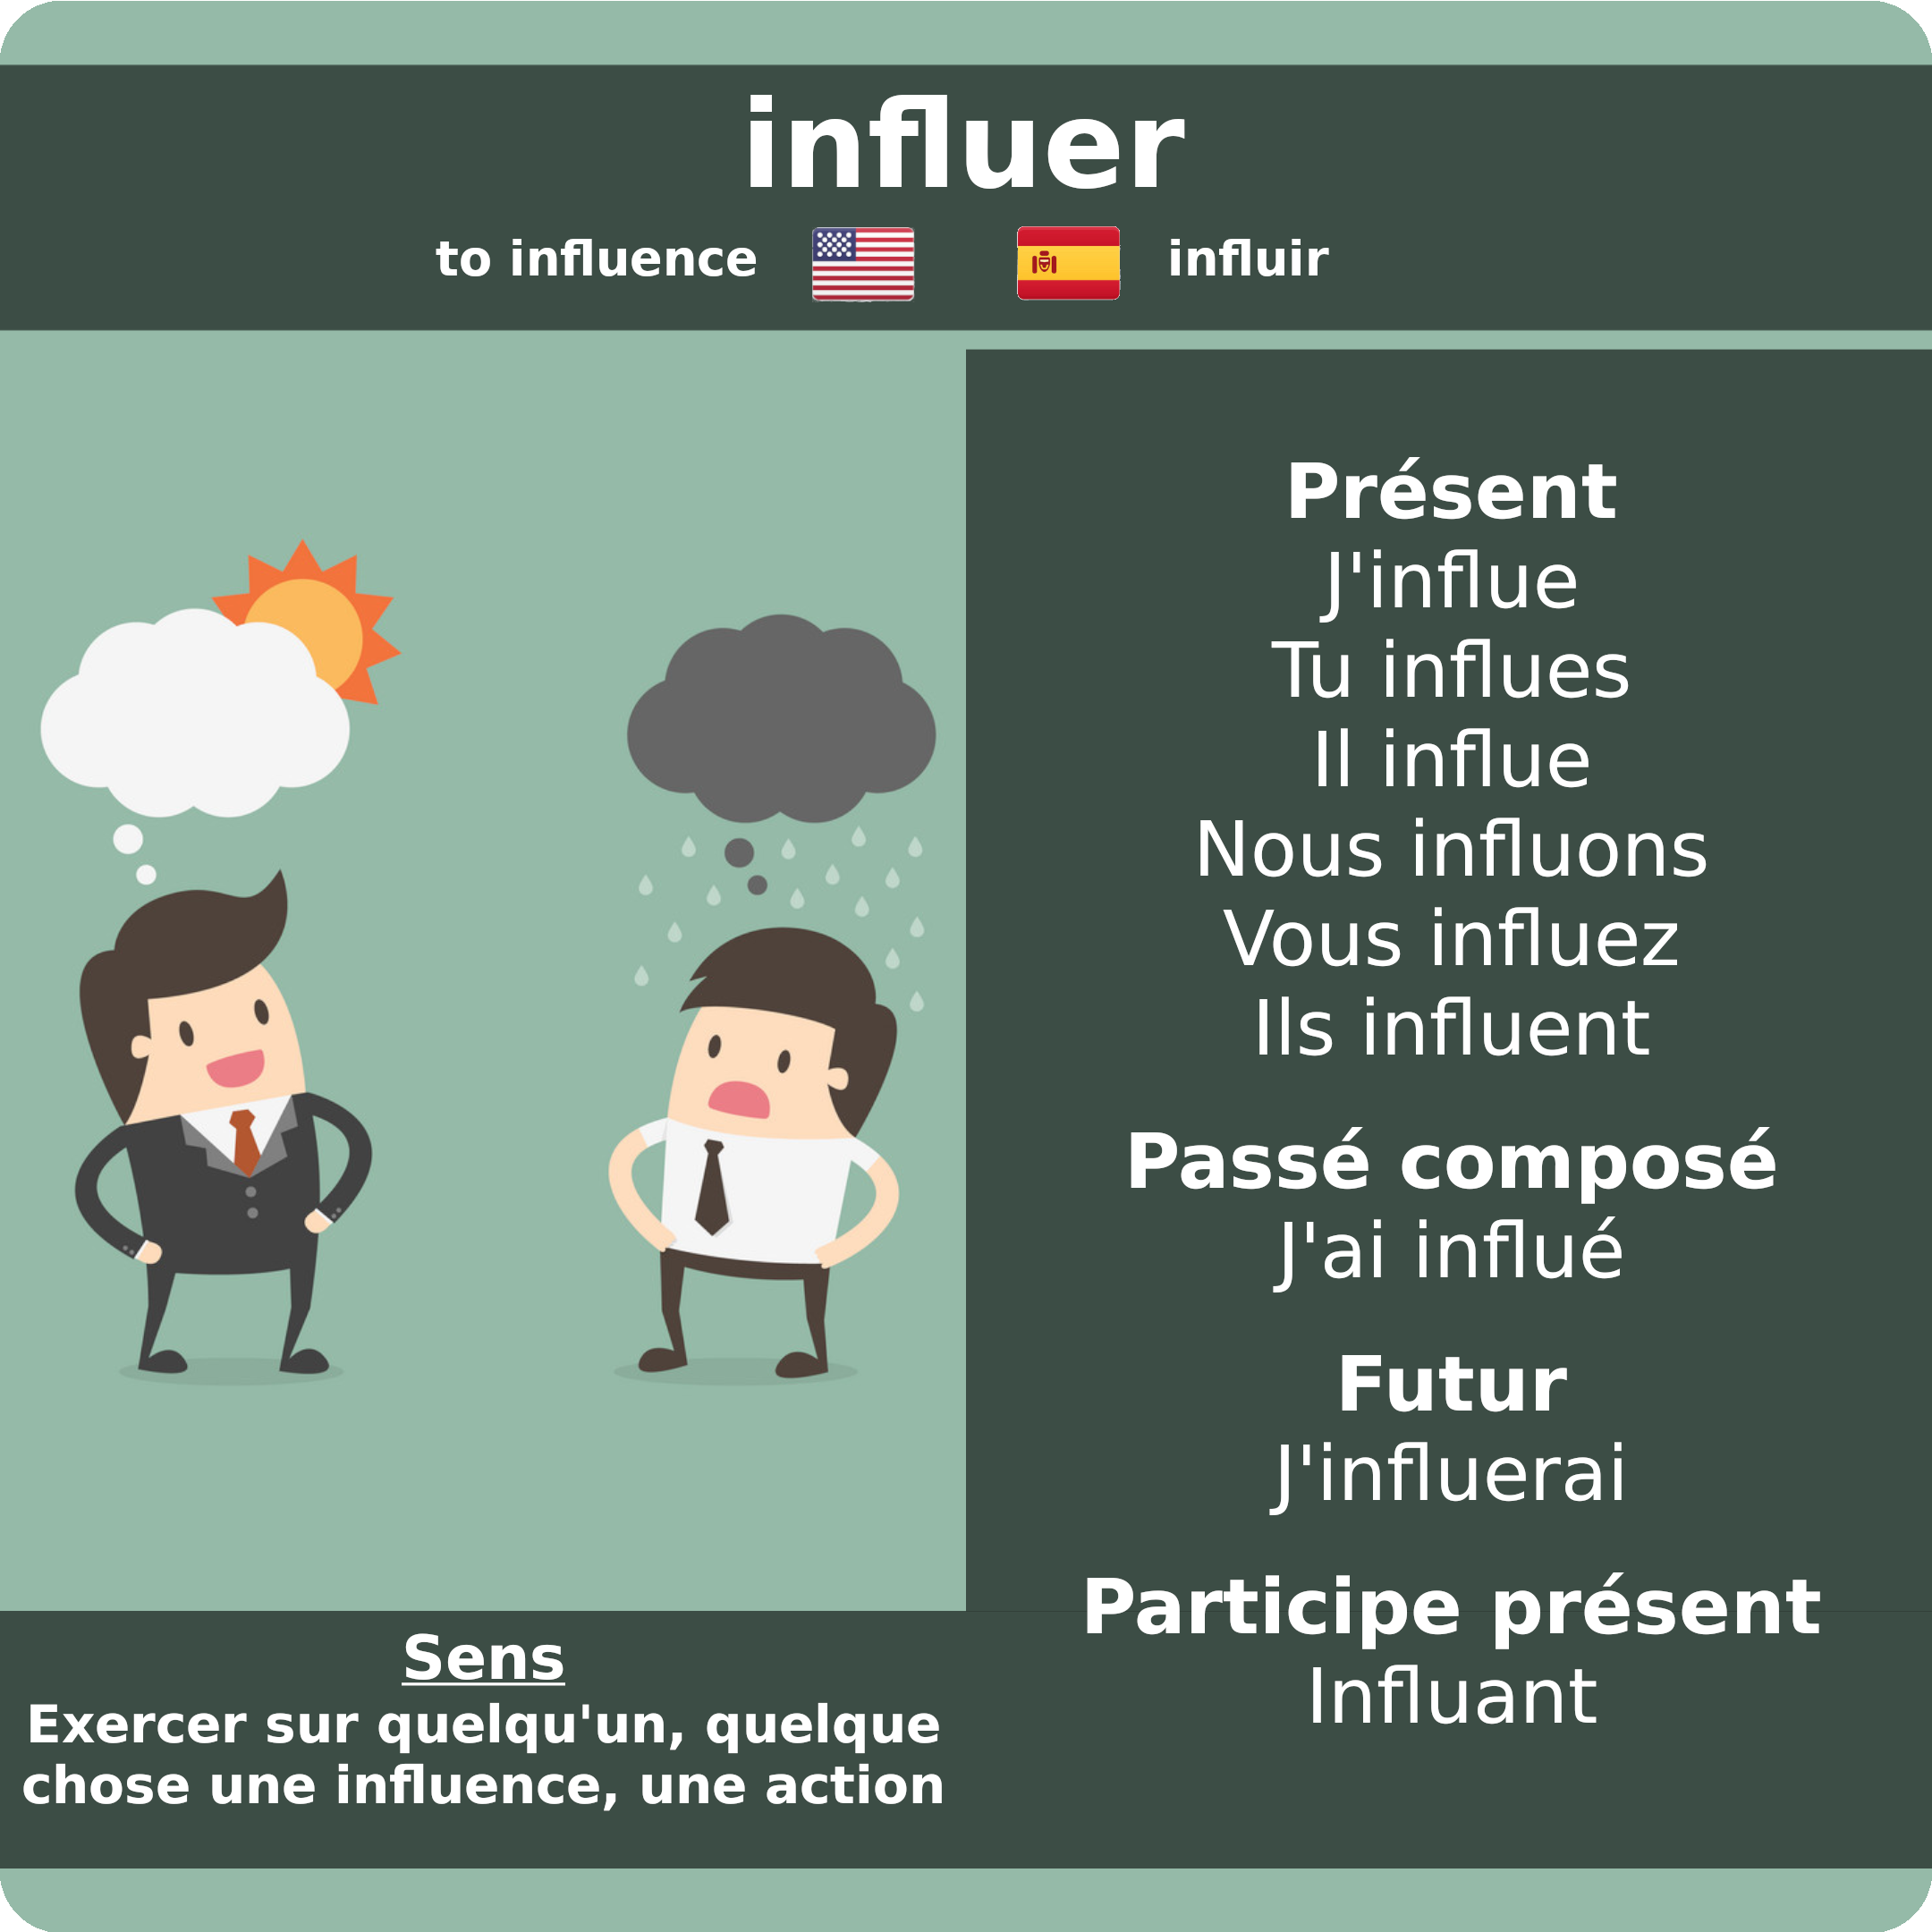 influer
to influence influir
Présent
J'influe
Tu influes
Il influe
Nous influons
Vous influez
Ils influent
Passé composé
J'ai influé
Futur
J'influerai
Participe présent
Influant
Sens
Exercer sur quelqu'un, quelque
chose une influence, une action